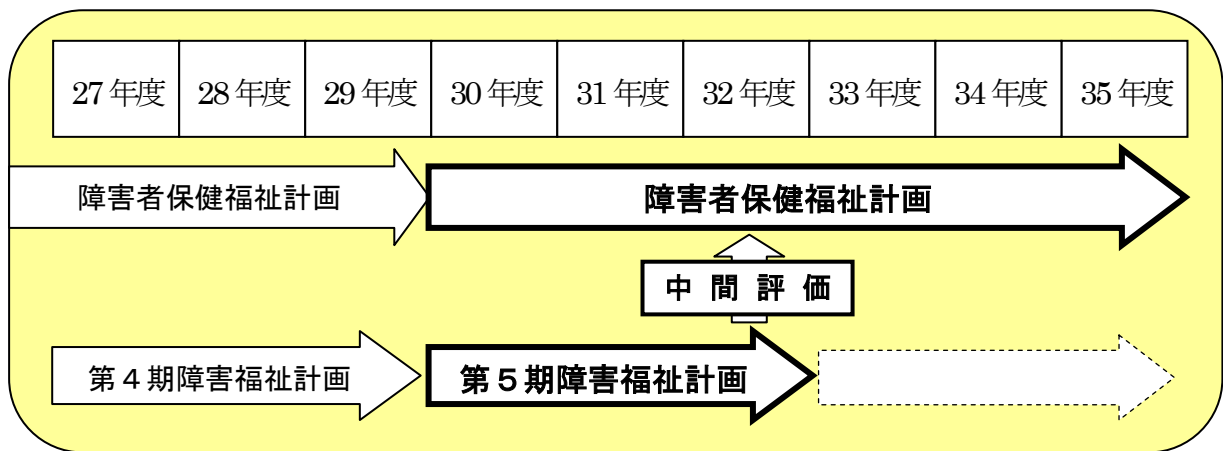 27年度 28年度 29年度 30年度 31年度 32年度 33年度 34年度 35年度
障害者保健福祉計画 障害者保健福祉計画
中間評価
第4期障害福祉計画 第5期障害福祉計画